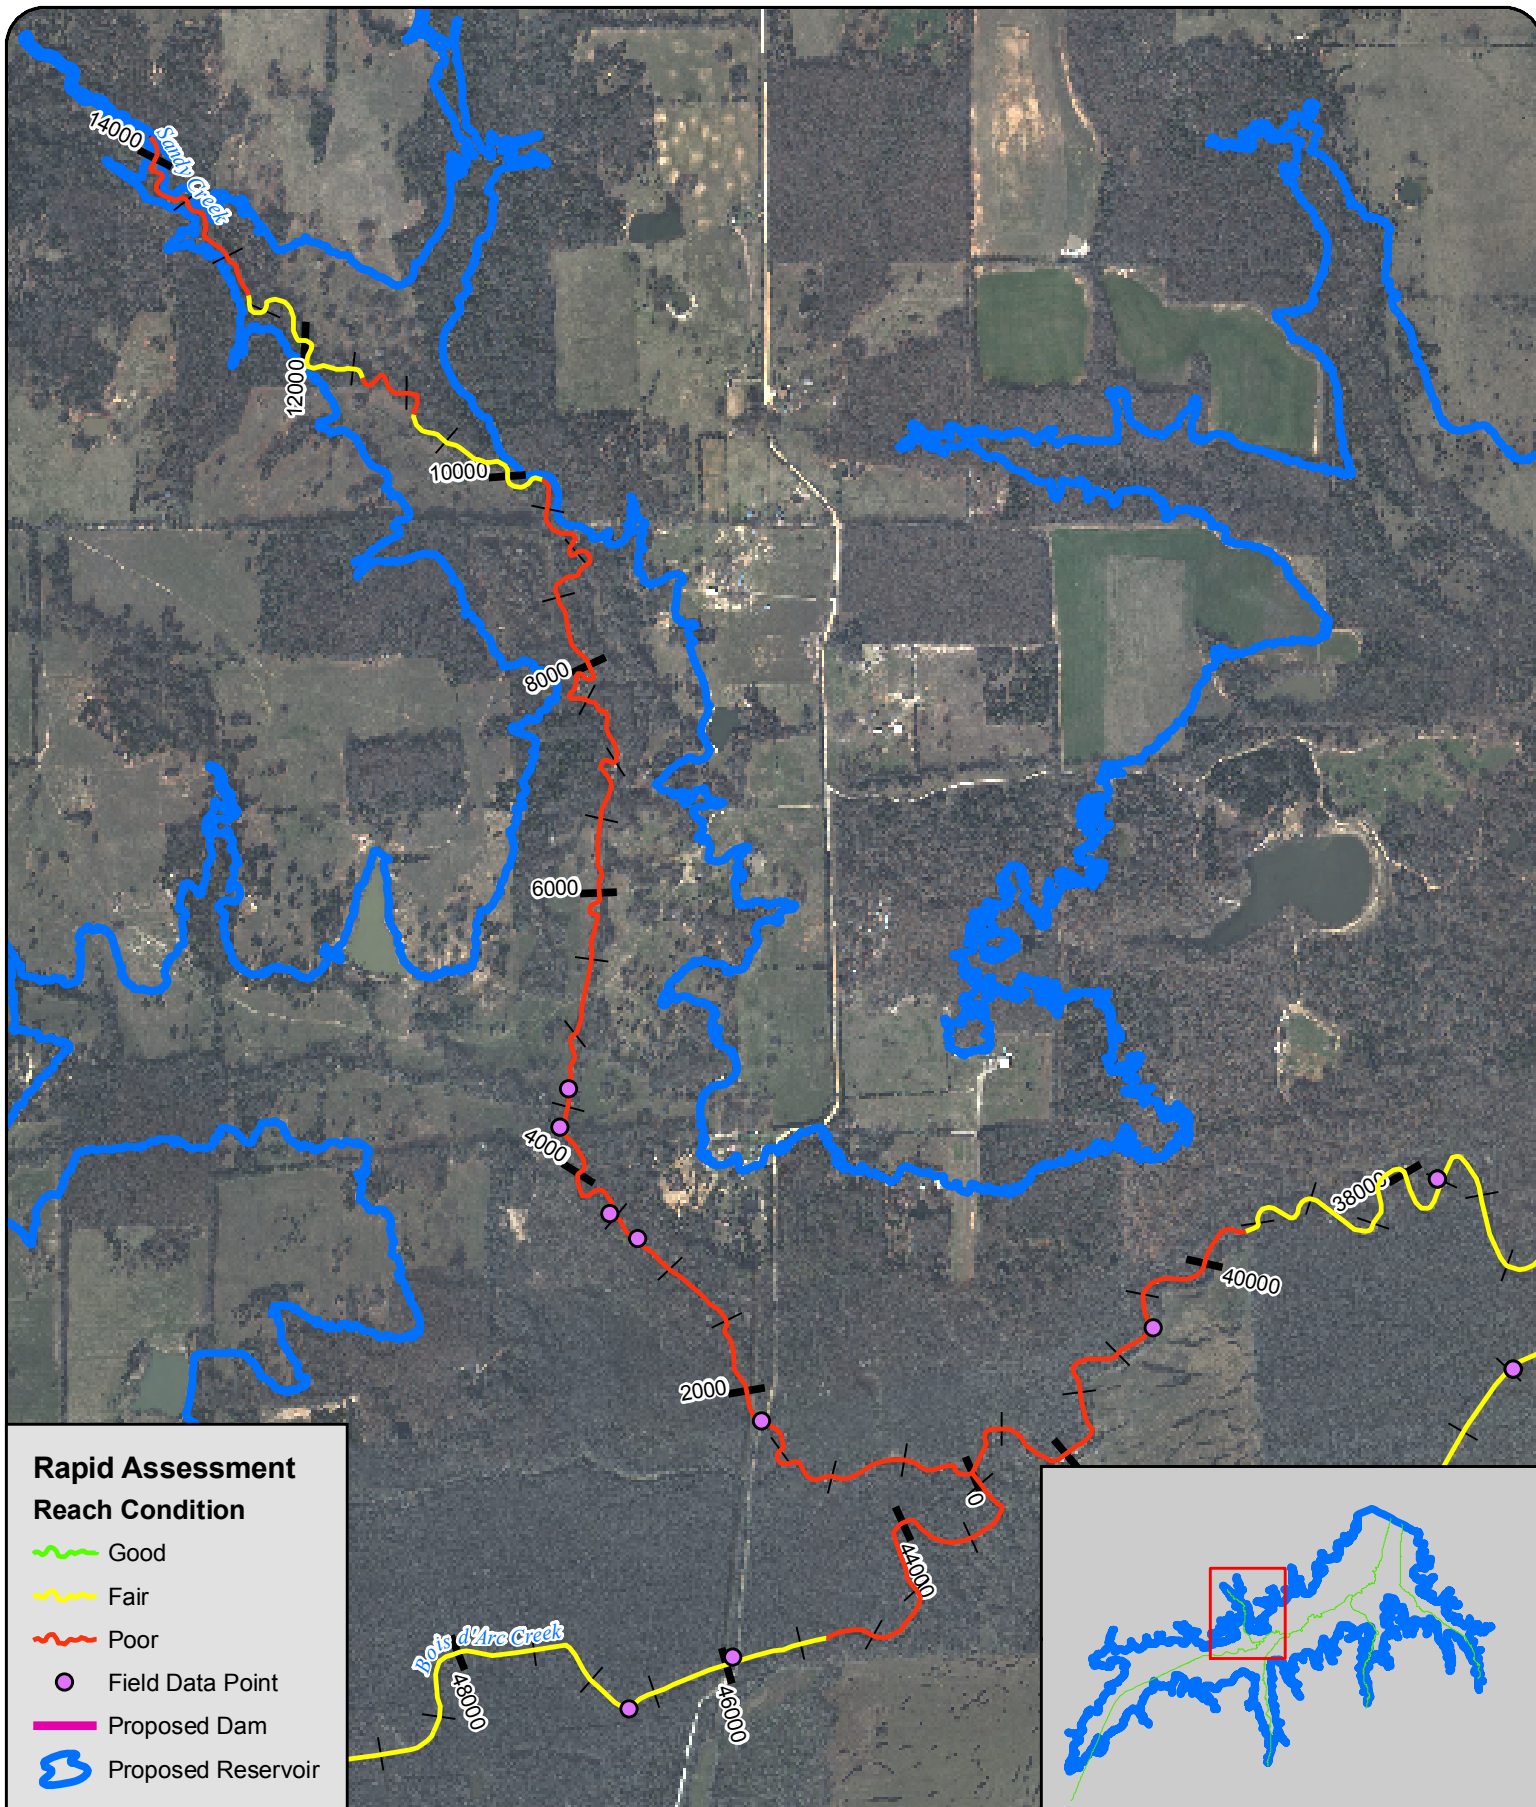 14000
Sandy Creek
12000
10000
8000
6000
4000
38000
40000
2000
0
44000
Bois d'Arc Creek
48000
46000
Rapid Assessment
Reach Condition
Good
Fair
Poor
Field Data Point
Proposed Dam
Proposed Reservoir